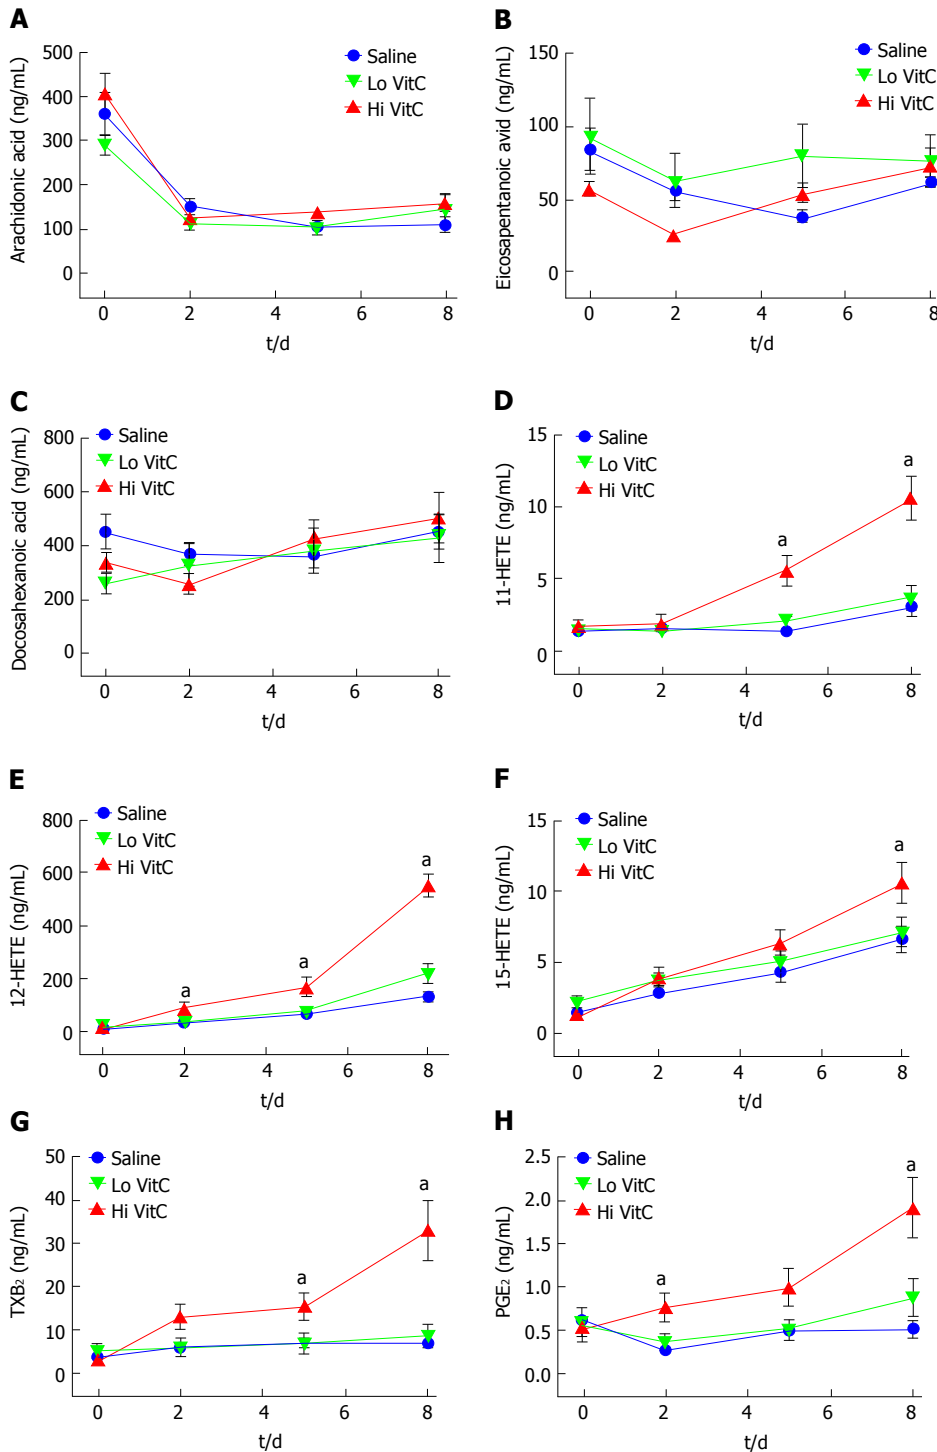 A
Arachidonic acid (ng/mL)
500
400
300
200
100
0
Saline
Lo VitC
Hi VitC
0 2 4 6 8
t/d
B
Eicosapentanoic avid (ng/mL)
150
100
50
0
Saline
Lo VitC
Hi VitC
0 2 4 6 8
t/d
C
Docosahexanoic acid (ng/mL)
800
600
400
200
0
Saline
Lo VitC
Hi VitC
0 2 4 6 8
t/d
D
11-HETE (ng/mL)
15
10
5
0
Saline
Lo VitC
Hi VitC
a
a
0 2 4 6 8
t/d
E
12-HETE (ng/mL)
800
600
400
200
0
Saline
Lo VitC
Hi VitC
a
a
a
0 2 4 6 8
t/d
F
15-HETE (ng/mL)
15
10
5
0
Saline
Lo VitC
Hi VitC
a
0 2 4 6 8
t/d
G
TXB₂ (ng/mL)
50
40
30
20
10
0
Saline
Lo VitC
Hi VitC
a
a
0 2 4 6 8
t/d
H
PGE₂ (ng/mL)
2.5
2.0
1.5
1.0
0.5
0.0
Saline
Lo VitC
Hi VitC
a
a
0 2 4 6 8
t/d